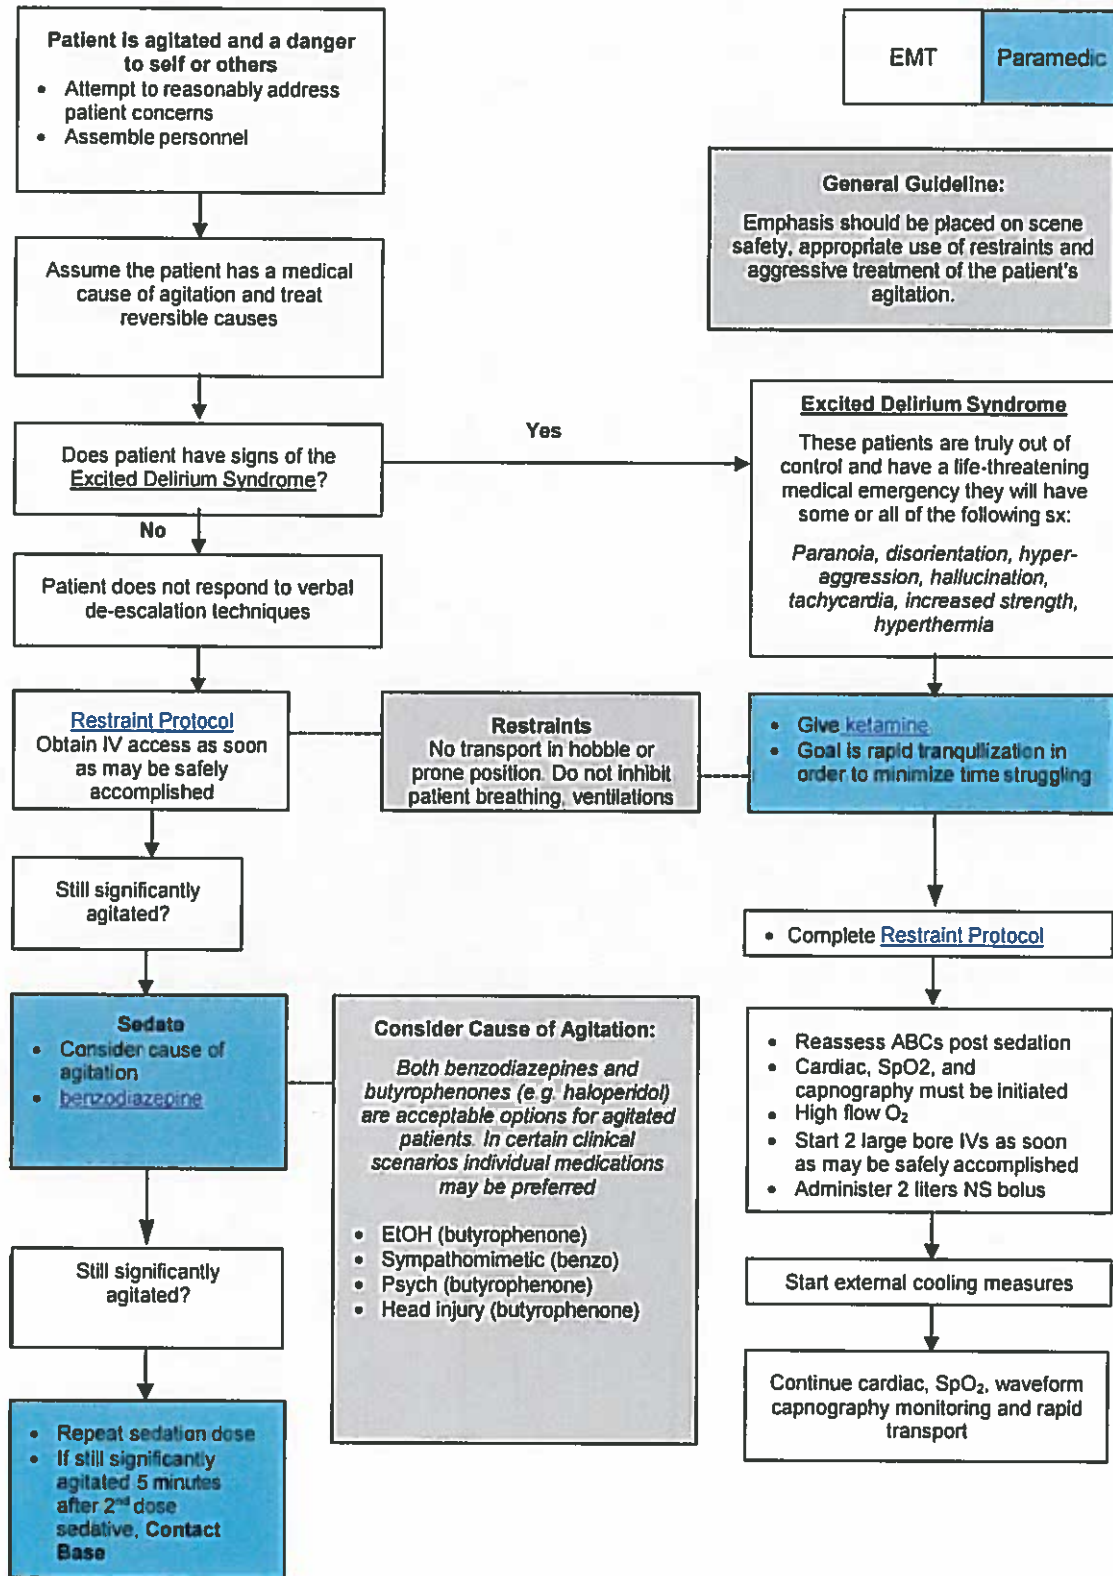 Patient is agitated and a danger
to self or others
• Attempt to reasonably address
patient concerns
• Assemble personnel
EMT
Paramedic
General Guideline:
Emphasis should be placed on scene
safety, appropriate use of restraints and
aggressive treatment of the patient's
agitation.
Assume the patient has a medical
cause of agitation and treat
reversible causes
Does patient have signs of the
Excited Delirium Syndrome?
Yes
No
Excited Delirium Syndrome
These patients are truly out of
control and have a life-threatening
medical emergency they will have
some or all of the following sx:
Paranoia, disorientation, hyper-
aggression, hallucination,
tachycardia, increased strength,
hyperthermia
Patient does not respond to verbal
de-escalation techniques
Restraint Protocol
Obtain IV access as soon
as may be safely
accomplished
Restraints
No transport in hobble or
prone position. Do not inhibit
patient breathing, ventilations
• Give ketamine
• Goal is rapid tranquilization in
order to minimize time struggling
Still significantly
agitated?
• Complete Restraint Protocol
Sedate
• Consider cause of
agitation
• benzodiazepine
Consider Cause of Agitation:
Both benzodiazepines and
butyrophenones (e.g. haloperidol)
are acceptable options for agitated
patients. In certain clinical
scenarios individual medications
may be preferred
• EtOH (butyrophenone)
• Sympathomimetic (benzo)
• Psych (butyrophenone)
• Head injury (butyrophenone)
• Reassess ABCs post sedation
• Cardiac, SpO2, and
capnography must be initiated
• High flow O₂
• Start 2 large bore IVs as soon
as may be safely accomplished
• Administer 2 liters NS bolus
Still significantly
agitated?
Start external cooling measures
Continue cardiac, SpO₂, waveform
capnography monitoring and rapid
transport
• Repeat sedation dose
• If still significantly
agitated 5 minutes
after 2nd dose
sedative, Contact
Base